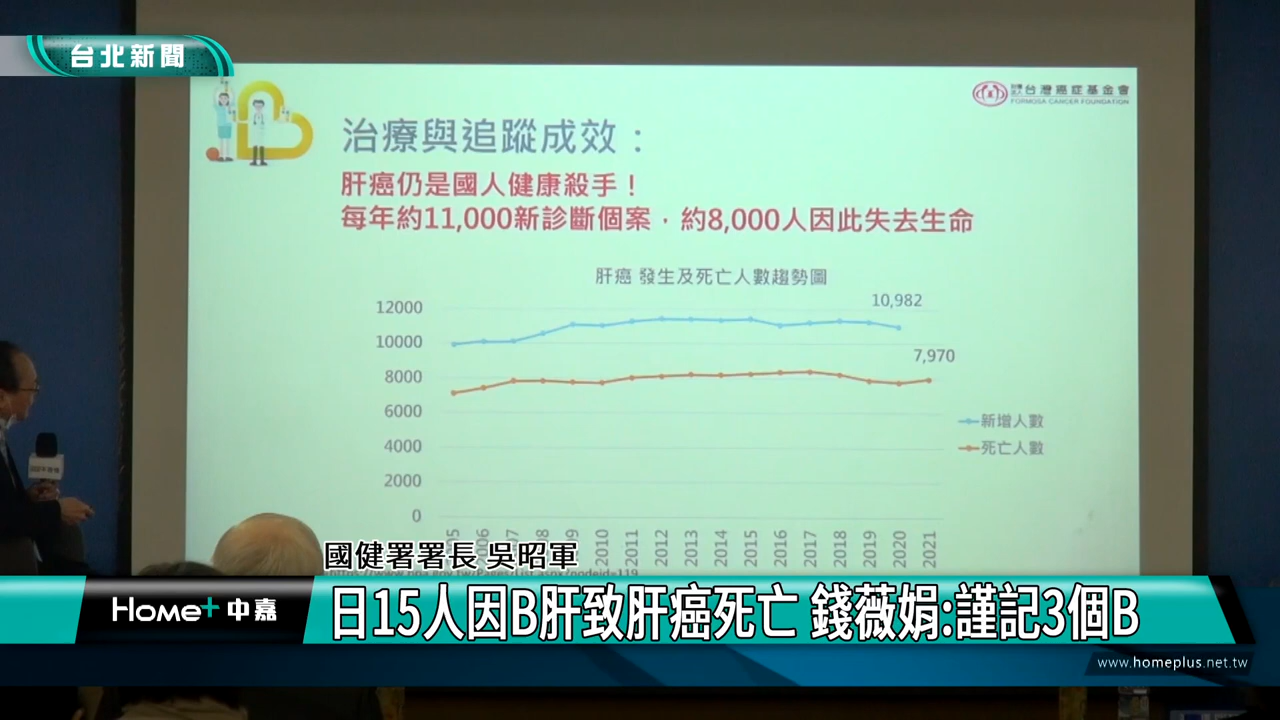 台北新聞
財團法人台灣癌症基金會
FORMOSA CANCER FOUNDATION
治療與追蹤成效：
肝癌仍是國人健康殺手！
每年約11,000新診斷個案，約8,000人因此失去生命
肝癌 發生及死亡人數趨勢圖
10,982
7,970
12000
10000
8000
6000
4000
2000
0
新增人數
死亡人數
2010
2011
2012
2013
2014
2015
2016
2017
2018
2019
2020
2021
國健署署長 吳昭軍
Home+ 中嘉
日15人因B肝致肝癌死亡 錢薇娟:謹記3個B
www.homeplus.net.tw